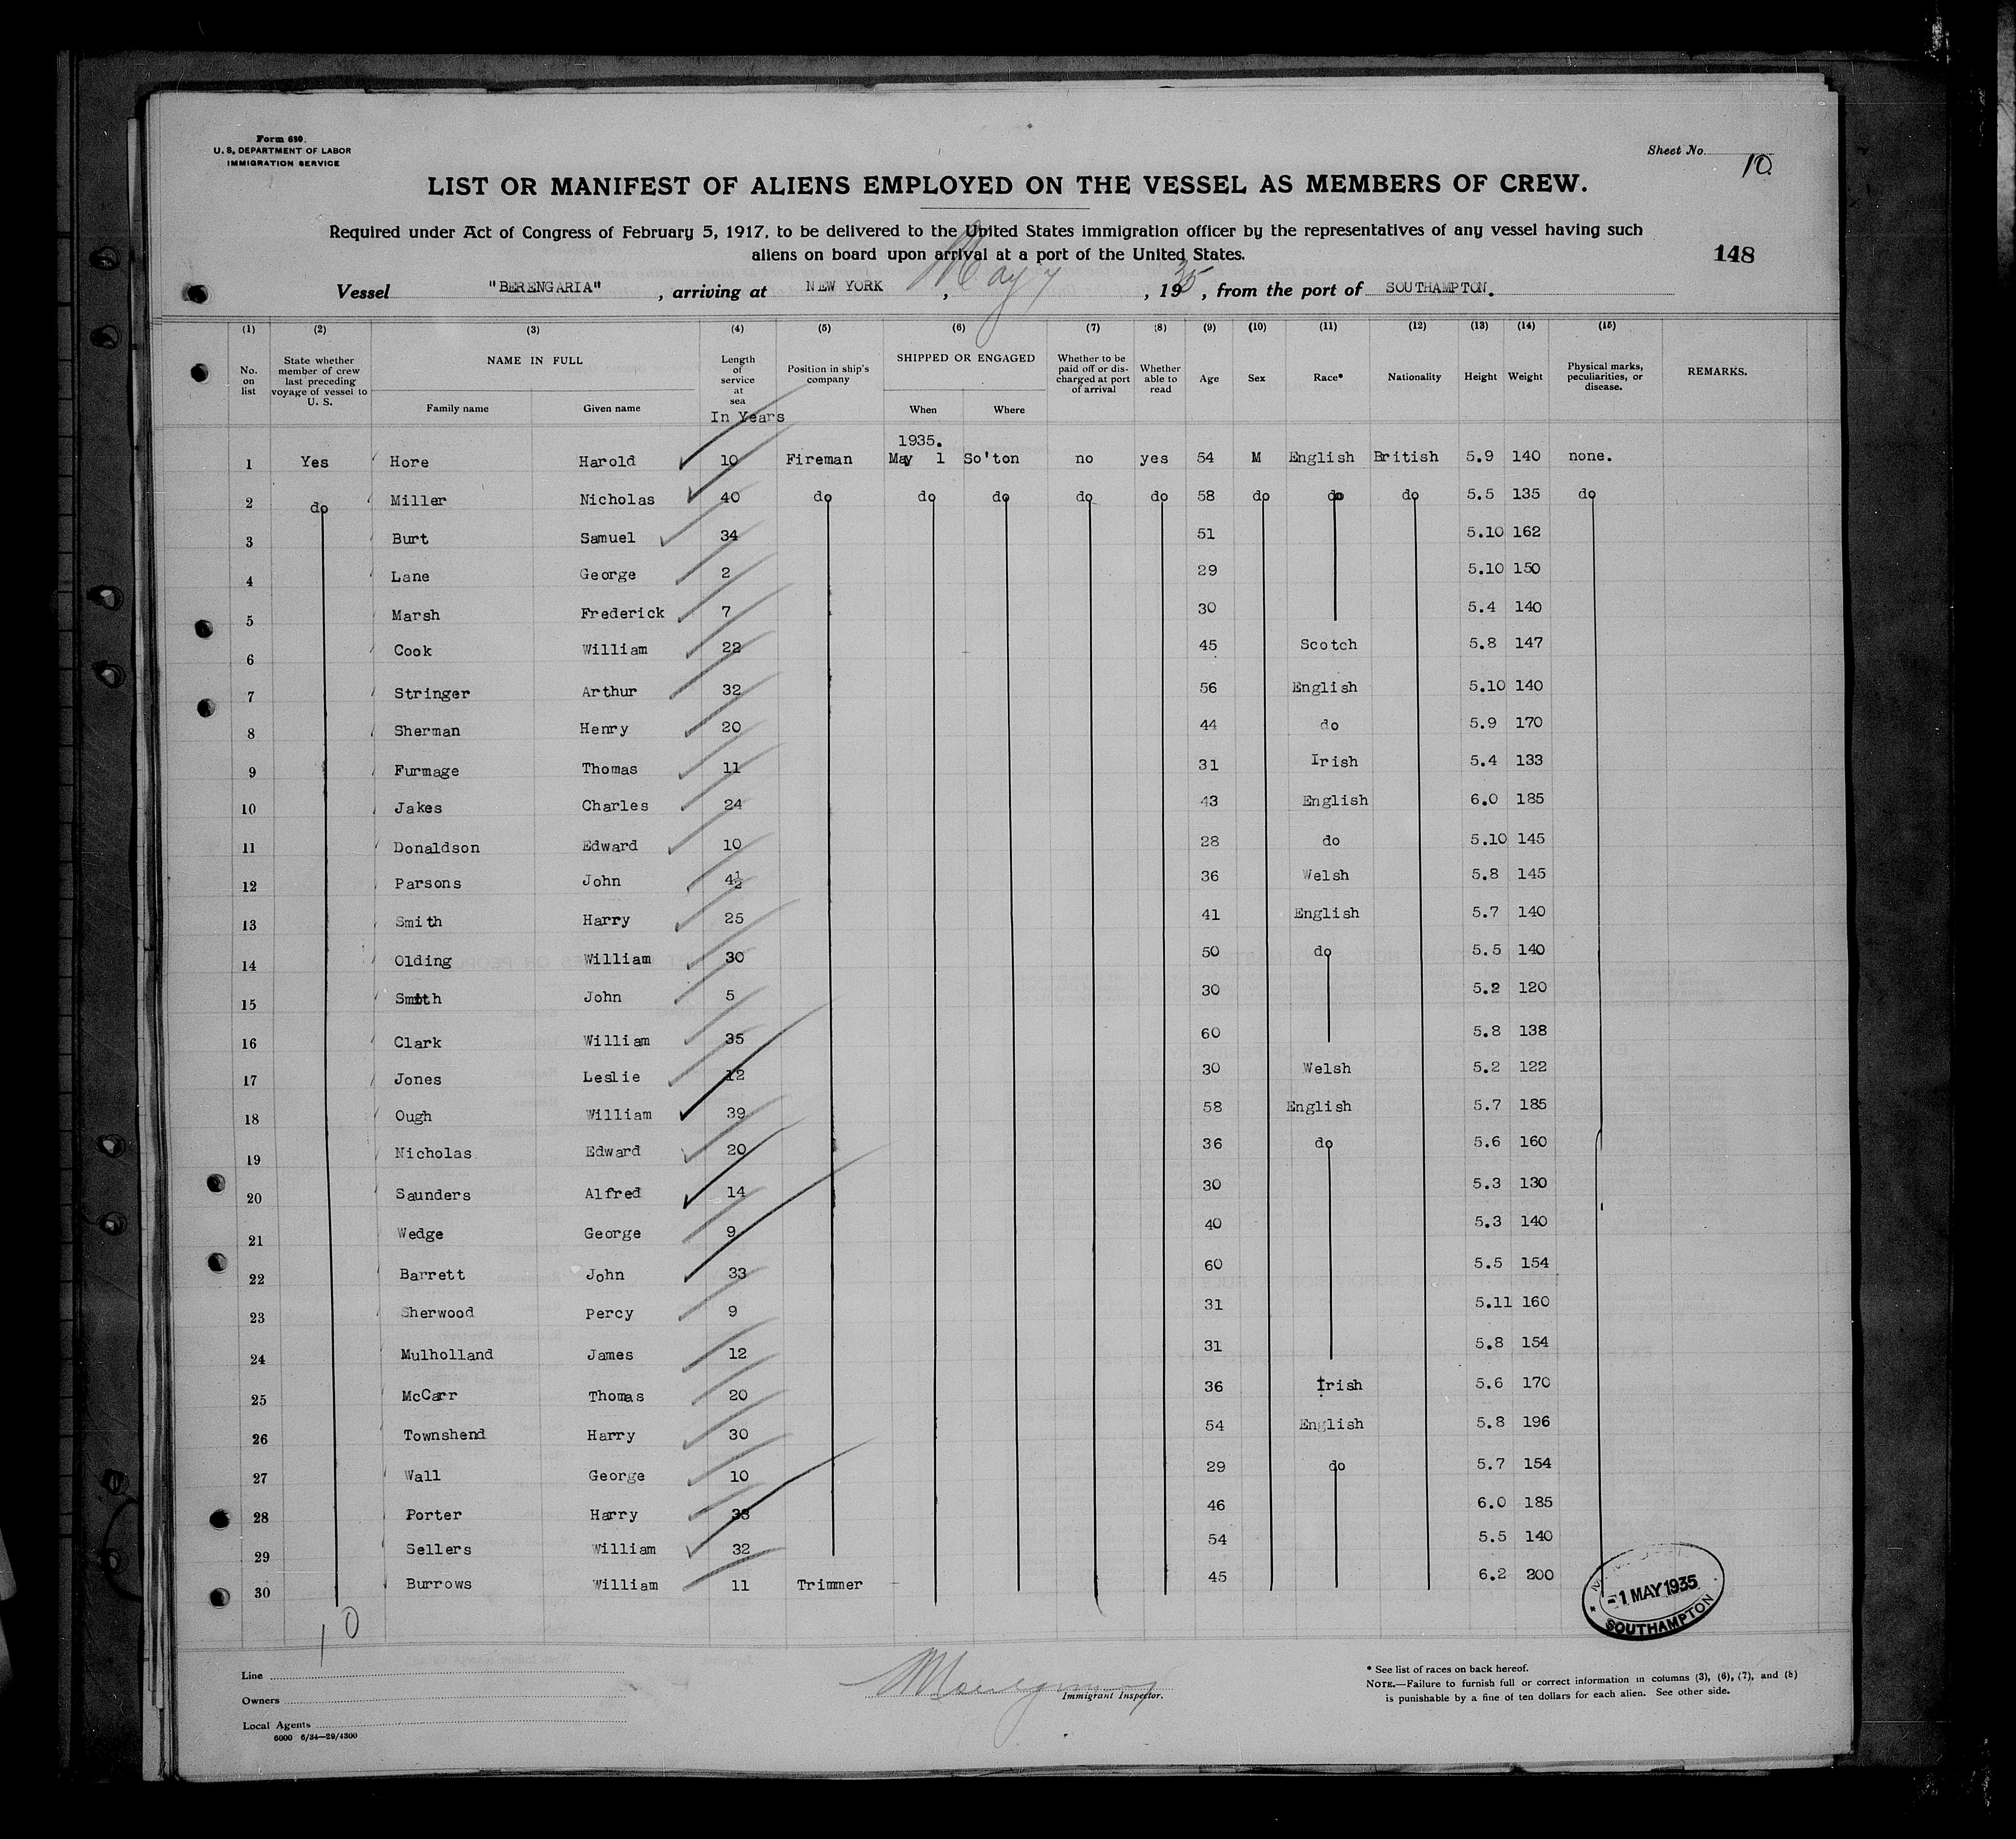 Form 680.
U. S. DEPARTMENT OF LABOR
IMMIGRATION SERVICE
Sheet No. 10
LIST OR MANIFEST OF ALIENS EMPLOYED ON THE VESSEL AS MEMBERS OF CREW.
Required under Act of Congress of February 5, 1917, to be delivered to the United States immigration officer by the representatives of any vessel having such
aliens on board upon arrival at a port of the United States.
148
Vessel "BERENGARIA", arriving at NEW YORK, May 7, 1935, from the port of SOUTHAMPTON.
(1) (2) (3) (4) (5) (6) (7) (8) (9) (10) (11) (12) (13) (14) (15)
No. on list
State whether member of crew last preceding voyage of vessel to U. S.
NAME IN FULL
Family name Given name
Length of service at sea
In Years
Position in ship's company
SHIPPED OR ENGAGED
When Where
Whether to be paid off or discharged at port of arrival
Whether able to read
Age Sex Race* Nationality Height Weight
Physical marks, peculiarities, or disease.
REMARKS.
1935.
1 Yes Hore Harold 10 Fireman May 1 So'ton no yes 54 M English British 5.9 140 none.
2 do Miller Nicholas 40 do do do do do 58 do do do 5.5 135 do
3 Burt Samuel 34 51 5.10 162
4 Lane George 2 29 5.10 150
5 Marsh Frederick 7 30 5.4 140
6 Cook William 22 45 Scotch 5.8 147
7 Stringer Arthur 32 56 English 5.10 140
8 Sherman Henry 20 44 do 5.9 170
9 Furmage Thomas 11 31 Irish 5.4 133
10 Jakes Charles 24 43 English 6.0 185
11 Donaldson Edward 10 28 do 5.10 145
12 Parsons John 4½ 36 Welsh 5.8 145
13 Smith Harry 25 41 English 5.7 140
14 Olding William 30 50 do 5.5 140
15 Smith John 5 30 5.2 120
16 Clark William 35 60 5.8 138
17 Jones Leslie 12 30 Welsh 5.2 122
18 Ough William 39 58 English 5.7 185
19 Nicholas Edward 20 36 do 5.6 160
20 Saunders Alfred 14 30 5.3 130
21 Wedge George 9 40 5.3 140
22 Barrett John 33 60 5.5 154
23 Sherwood Percy 9 31 5.11 160
24 Mulholland James 12 31 5.8 154
25 McCarr Thomas 20 36 Irish 5.6 170
26 Townshend Harry 30 54 English 5.8 196
27 Wall George 10 29 do 5.7 154
28 Porter Harry 33 46 6.0 185
29 Sellers William 32 54 5.5 140
30 Burrows William 11 Trimmer 45 6.2 200
10
-1 MAY 1935
SOUTHAMPTON
Line
Owners
Local Agents
6000 6/34—29/4300
Immigrant Inspector.
* See list of races on back hereof.
NOTE.—Failure to furnish full or correct information in columns (3), (6), (7), and (8)
is punishable by a fine of ten dollars for each alien. See other side.